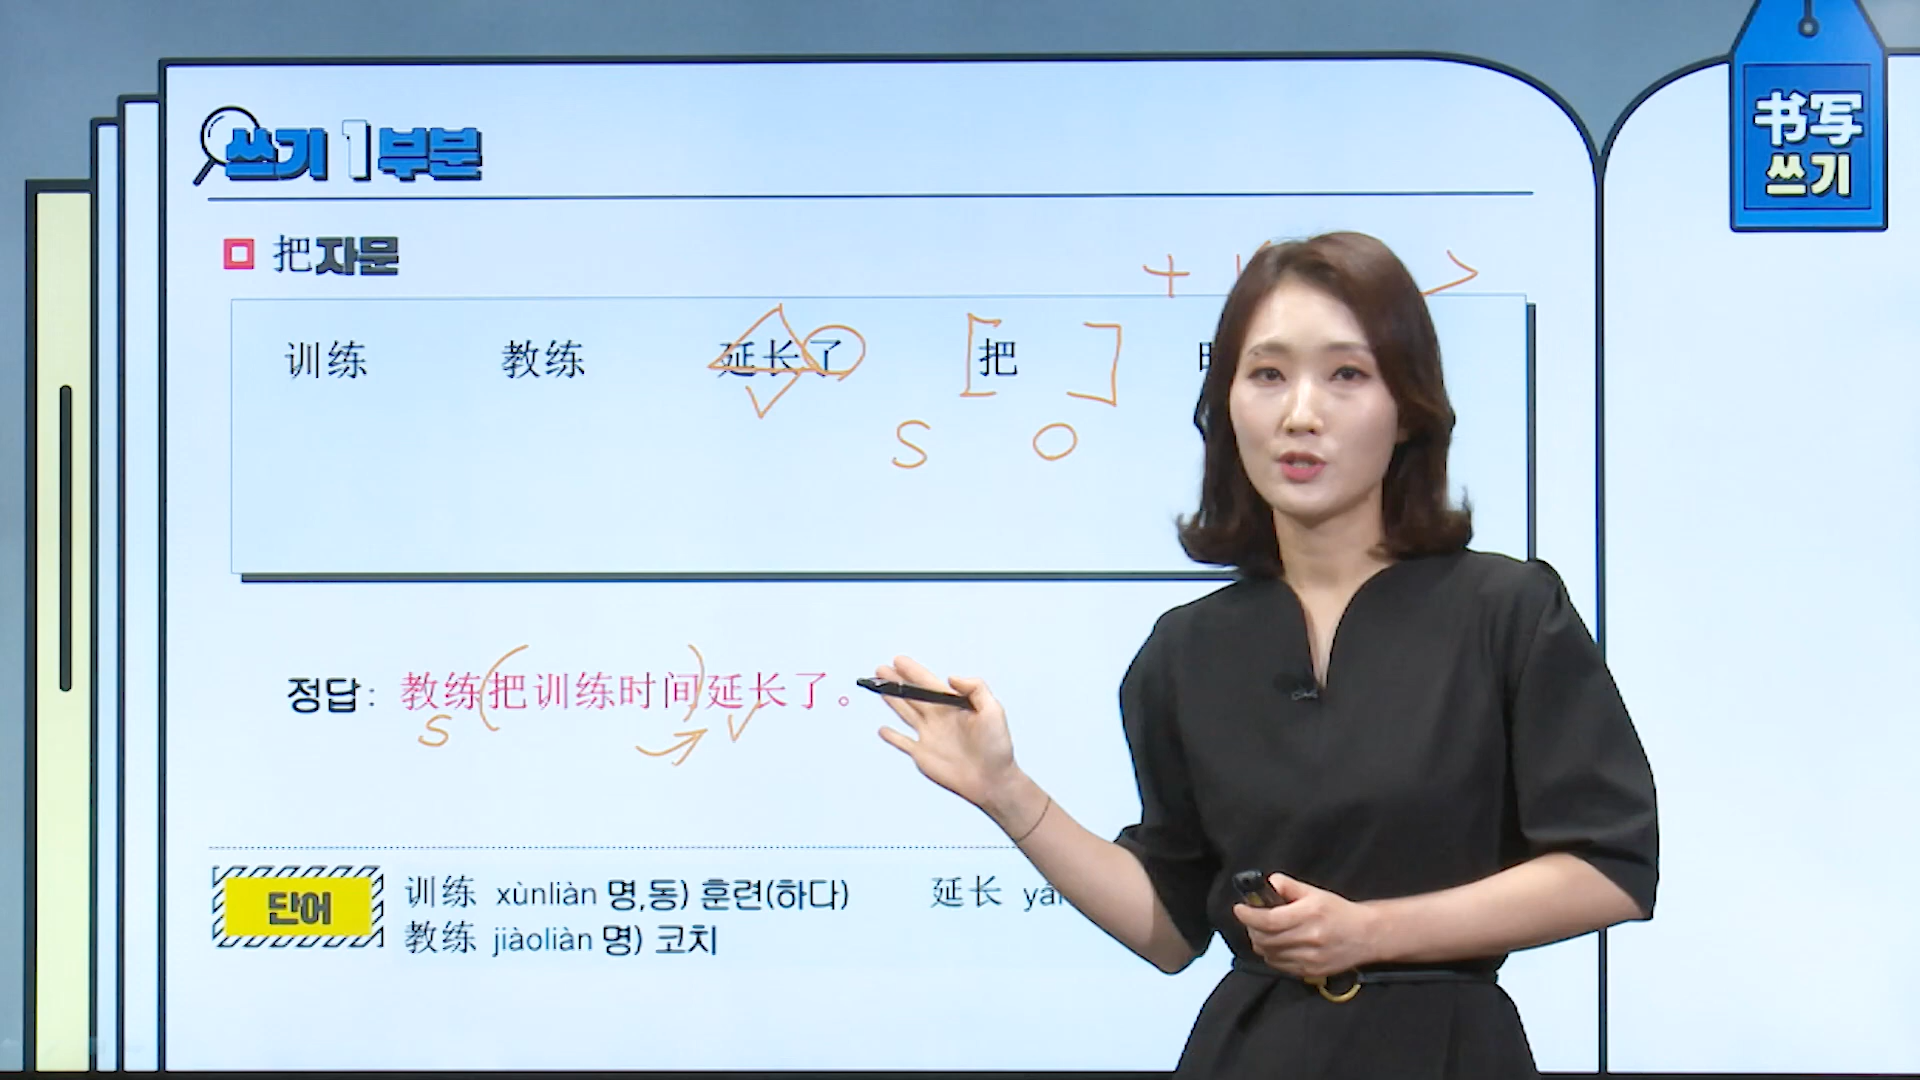 书写
쓰기
쓰기 1부분
把자문
训练 教练 延长了 把
S O
정답: 教练把训练时间延长了。
S V
단어
训练 xùnliàn 명,동) 훈련(하다) 延长
教练 jiàoliàn 명) 코치